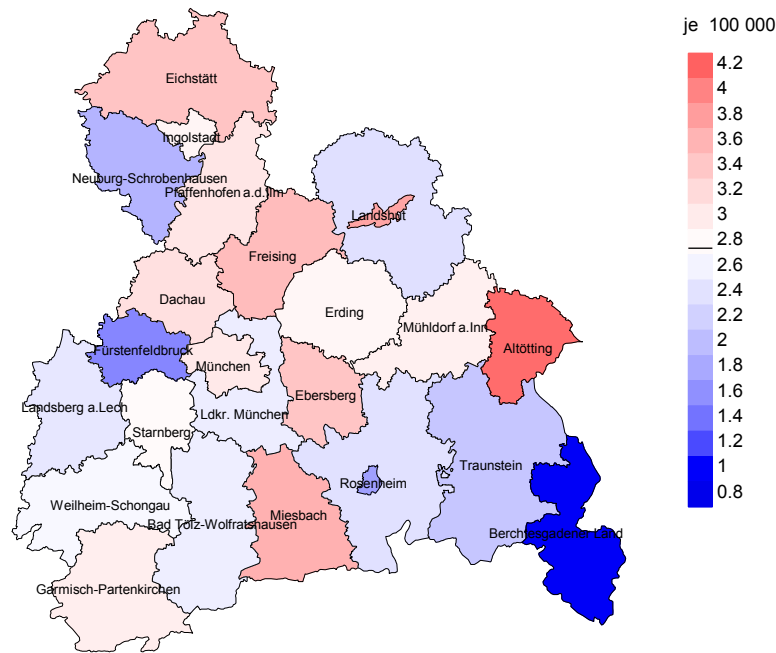 je 100 000
4.2
4
3.8
3.6
3.4
3.2
3
2.8
2.6
2.4
2.2
2
1.8
1.6
1.4
1.2
1
0.8
Eichstätt
Ingolstadt
Neuburg-Schrobenhausen
Pfaffenhofen a.d.Ilm
Landshut
Freising
Dachau
Erding
Mühldorf a.Inn
Altötting
Fürstenfeldbruck
München
Ebersberg
Landsberg a.Lech
Ldkr. München
Starnberg
Traunstein
Rosenheim
Weilheim-Schongau
Miesbach
Bad Tölz-Wolfratshausen
Berchtesgadener Land
Garmisch-Partenkirchen